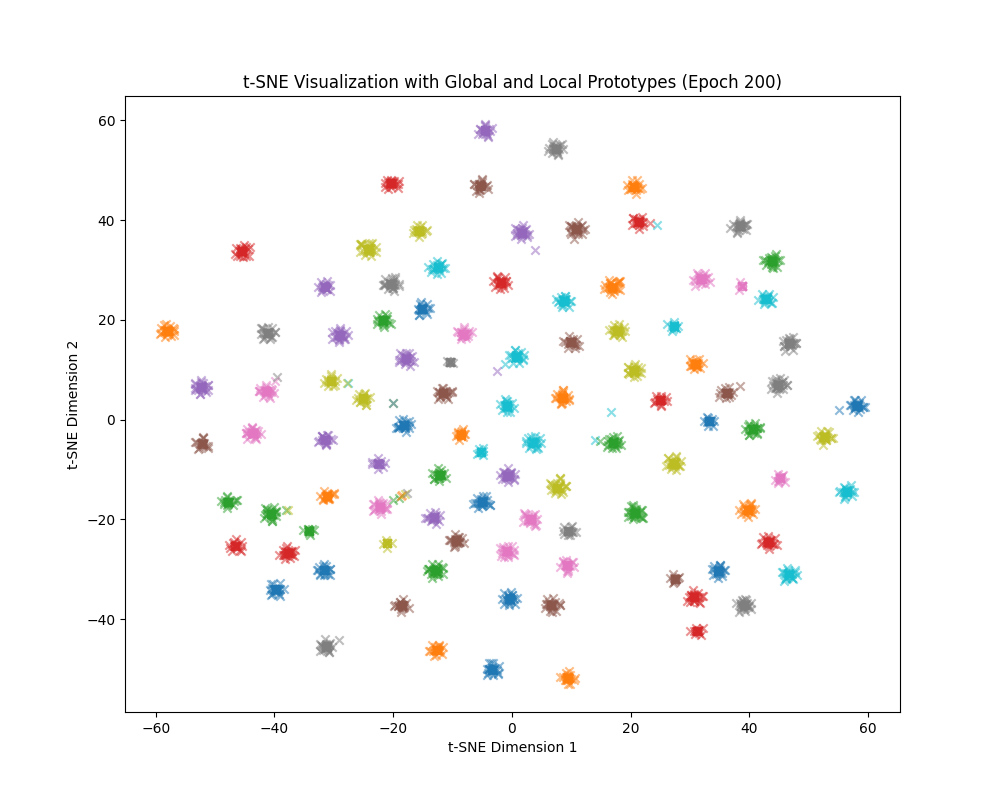 t-SNE Visualization with Global and Local Prototypes (Epoch 200)
60
40
20
0
−20
−40
t-SNE Dimension 2
−60 −40 −20 0 20 40 60
t-SNE Dimension 1